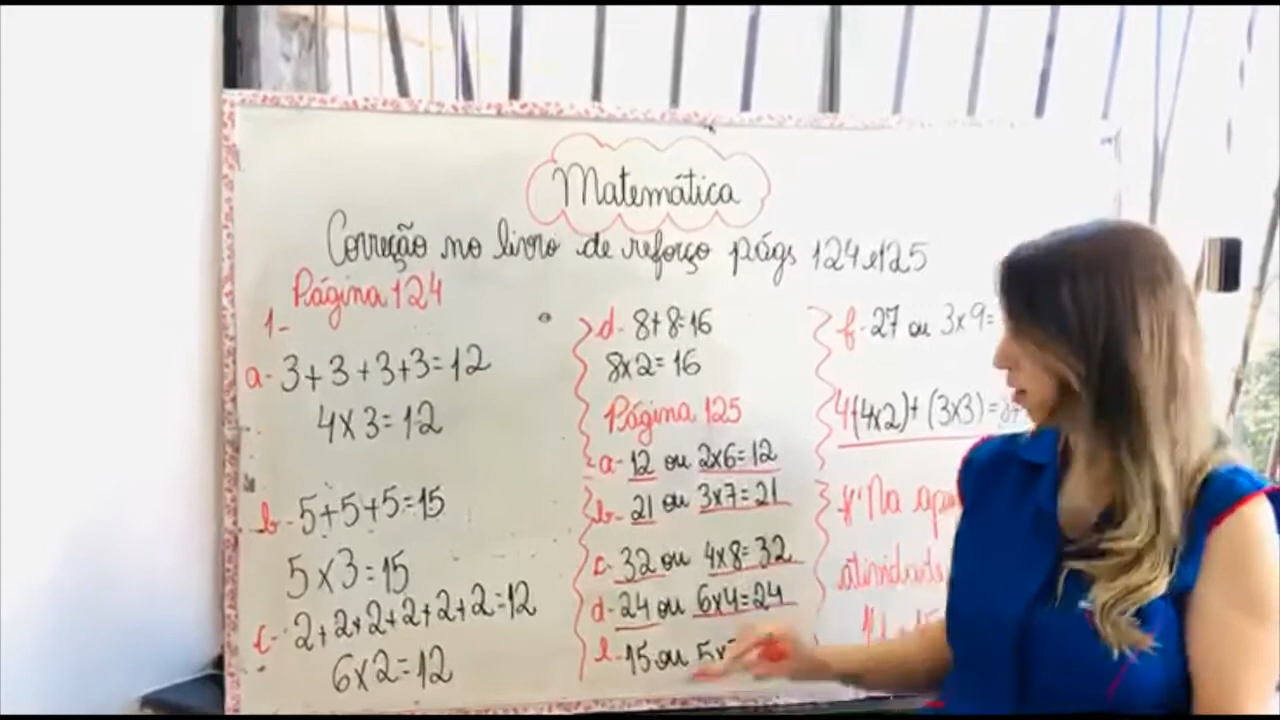 Matemática
Correção no livro de reforço págs 124 e 125
Página 124
1-
a- 3+3+3+3=12
4x3=12
b- 5+5+5=15
5x3=15
c- 2+2+2+2+2+2=12
6x2=12
d- 8+8=16
8x2=16
Página 125
a- 12 ou 2x6=12
b- 21 ou 3x7=21
c- 32 ou 4x8=32
d- 24 ou 6x4=24
e- 15 ou 5x
f- 27 ou 3x9=
4(4x2)+(3x3)=
Na
atividade